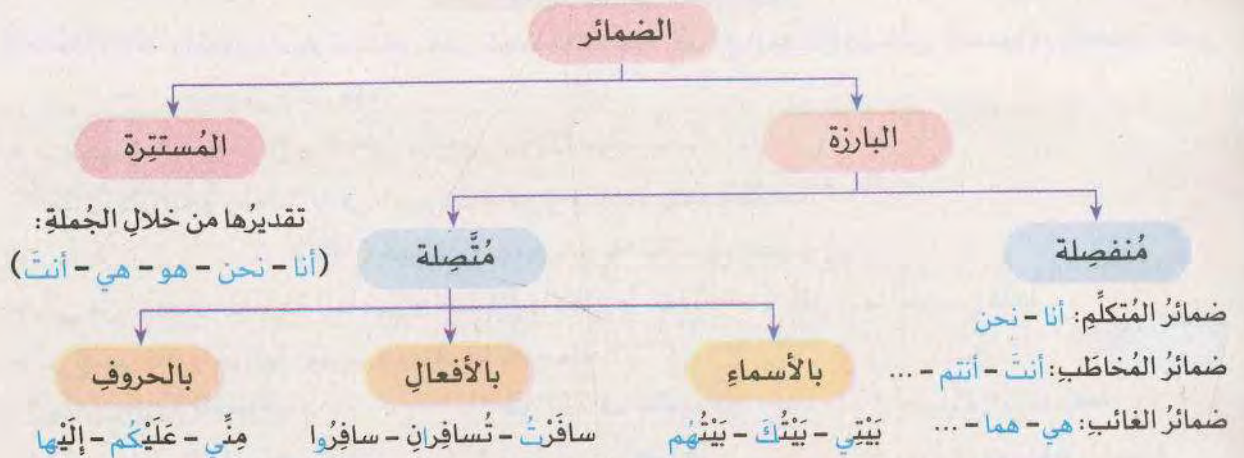 الضمائر
البارزة
المُستتِرة
مُنفصِلة
مُتَّصِلة
تقديرُها من خلالِ الجُملةِ:
(أنا – نحن – هو – هي – أنتَ)
ضمائرُ المُتكلِّمِ: أنا – نحن
ضمائرُ المُخاطَبِ: أنتَ – أنتم – ...
ضمائرُ الغائبِ: هي – هما – ...
بالأسماءِ
بالأفعالِ
بالحروفِ
بَيْتِي – بَيْتُكَ – بَيْتُهُم
سافَرْتُ – تُسافِرانِ – سافِرُوا
مِنِّي – عَلَيْكُم – إِلَيْها